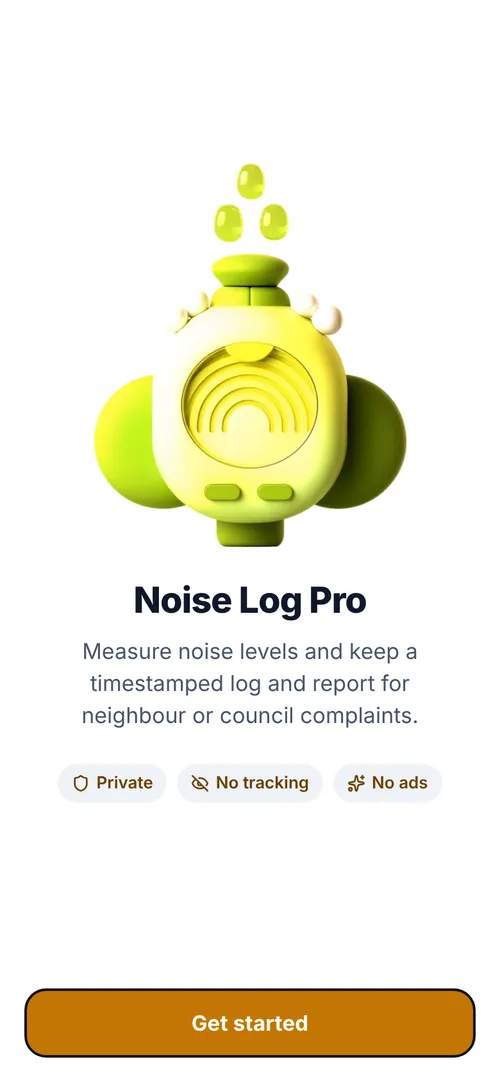 Noise Log Pro
Measure noise levels and keep a
timestamped log and report for
neighbour or council complaints.
Private
No tracking
No ads
Get started